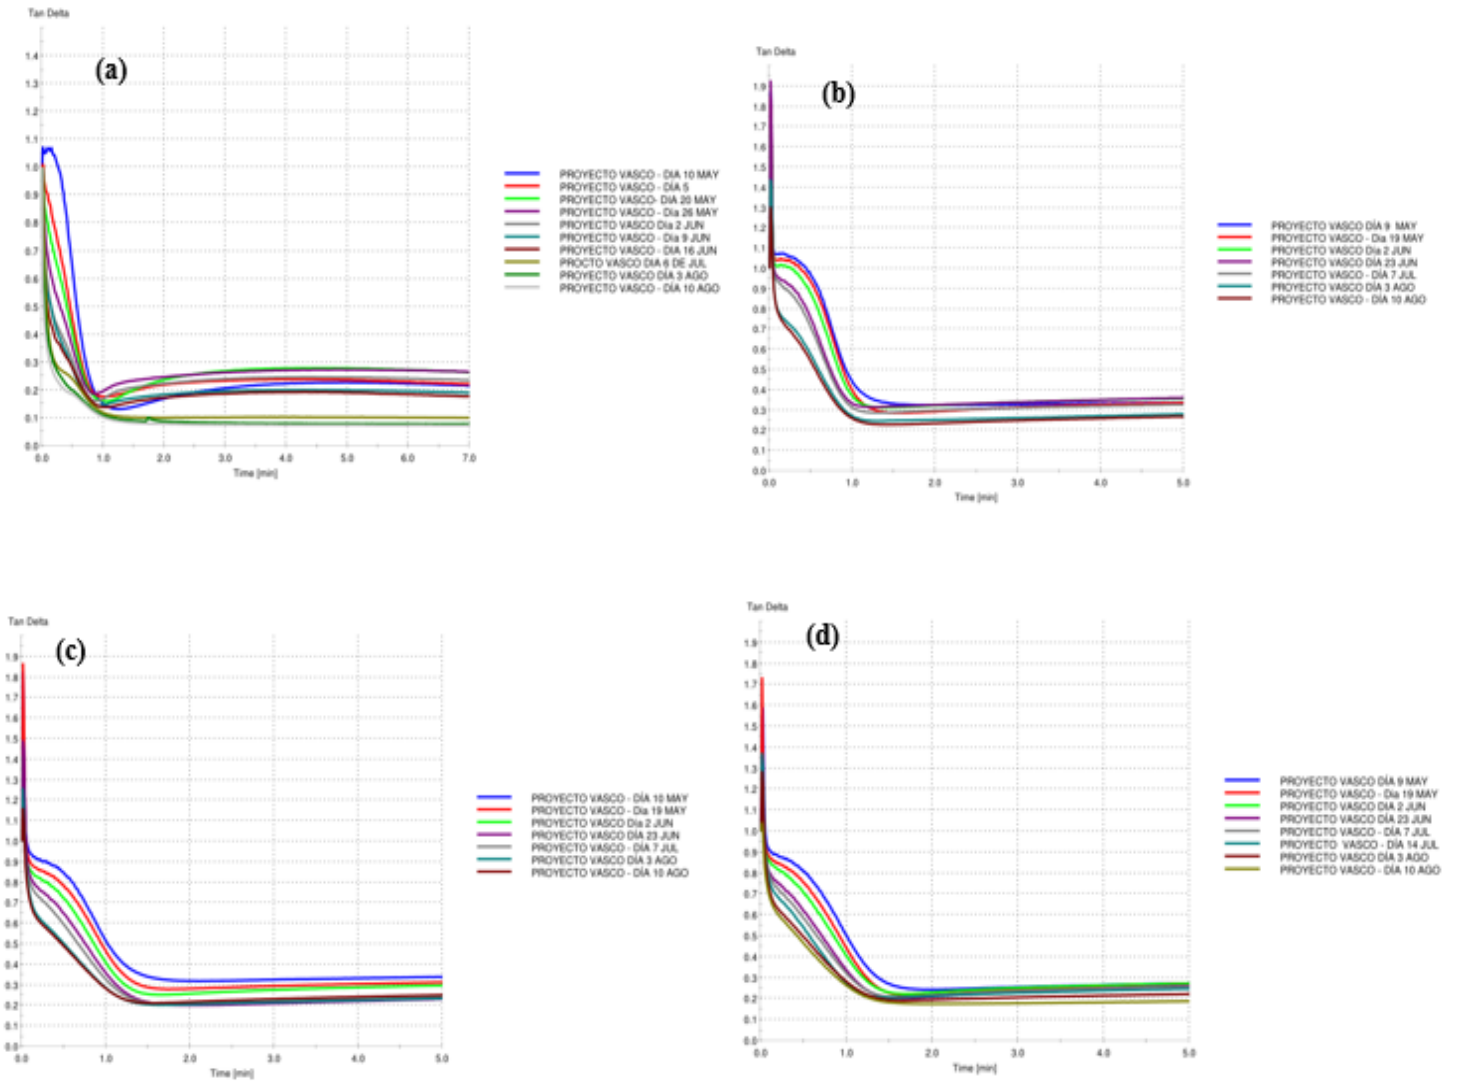 Tan Delta
(a)
1.4
1.3
1.2
1.1
1.0
0.9
0.8
0.7
0.6
0.5
0.4
0.3
0.2
0.1
0.0
0.0 1.0 2.0 3.0 4.0 5.0 6.0 7.0
Time [min]
PROYECTO VASCO - DIA 10 MAY
PROYECTO VASCO - DÍA 5
PROYECTO VASCO- DIA 20 MAY
PROYECTO VASCO - Dia 26 MAY
PROYECTO VASCO Dia 2 JUN
PROYECTO VASCO - Dia 9 JUN
PROYECTO VASCO - DIA 16 JUN
PROCTO VASCO DIA 6 DE JUL
PROYECTO VASCO DÍA 3 AGO
PROYECTO VASCO - DÍA 10 AGO
Tan Delta
(b)
1.9
1.8
1.7
1.6
1.5
1.4
1.3
1.2
1.1
1.0
0.9
0.8
0.7
0.6
0.5
0.4
0.3
0.2
0.1
0.0
0.0 1.0 2.0 3.0 4.0 5.0
Time [min]
PROYECTO VASCO DÍA 9 MAY
PROYECTO VASCO - Dia 19 MAY
PROYECTO VASCO Dia 2 JUN
PROYECTO VASCO DÍA 23 JUN
PROYECTO VASCO - DÍA 7 JUL
PROYECTO VASCO DÍA 3 AGO
PROYECTO VASCO - DÍA 10 AGO
Tan Delta
(c)
1.9
1.8
1.7
1.6
1.5
1.4
1.3
1.2
1.1
1.0
0.9
0.8
0.7
0.6
0.5
0.4
0.3
0.2
0.1
0.0
0.0 1.0 2.0 3.0 4.0 5.0
Time [min]
PROYECTO VASCO - DÍA 10 MAY
PROYECTO VASCO - Dia 19 MAY
PROYECTO VASCO Dia 2 JUN
PROYECTO VASCO DÍA 23 JUN
PROYECTO VASCO - DÍA 7 JUL
PROYECTO VASCO DÍA 3 AGO
PROYECTO VASCO - DÍA 10 AGO
Tan Delta
(d)
1.9
1.8
1.7
1.6
1.5
1.4
1.3
1.2
1.1
1.0
0.9
0.8
0.7
0.6
0.5
0.4
0.3
0.2
0.1
0.0
0.0 1.0 2.0 3.0 4.0 5.0
Time [min]
PROYECTO VASCO DÍA 9 MAY
PROYECTO VASCO - Dia 19 MAY
PROYECTO VASCO DIA 2 JUN
PROYECTO VASCO DÍA 23 JUN
PROYECTO VASCO - DÍA 7 JUL
PROYECTO VASCO - DÍA 14 JUL
PROYECTO VASCO DÍA 3 AGO
PROYECTO VASCO - DÍA 10 AGO